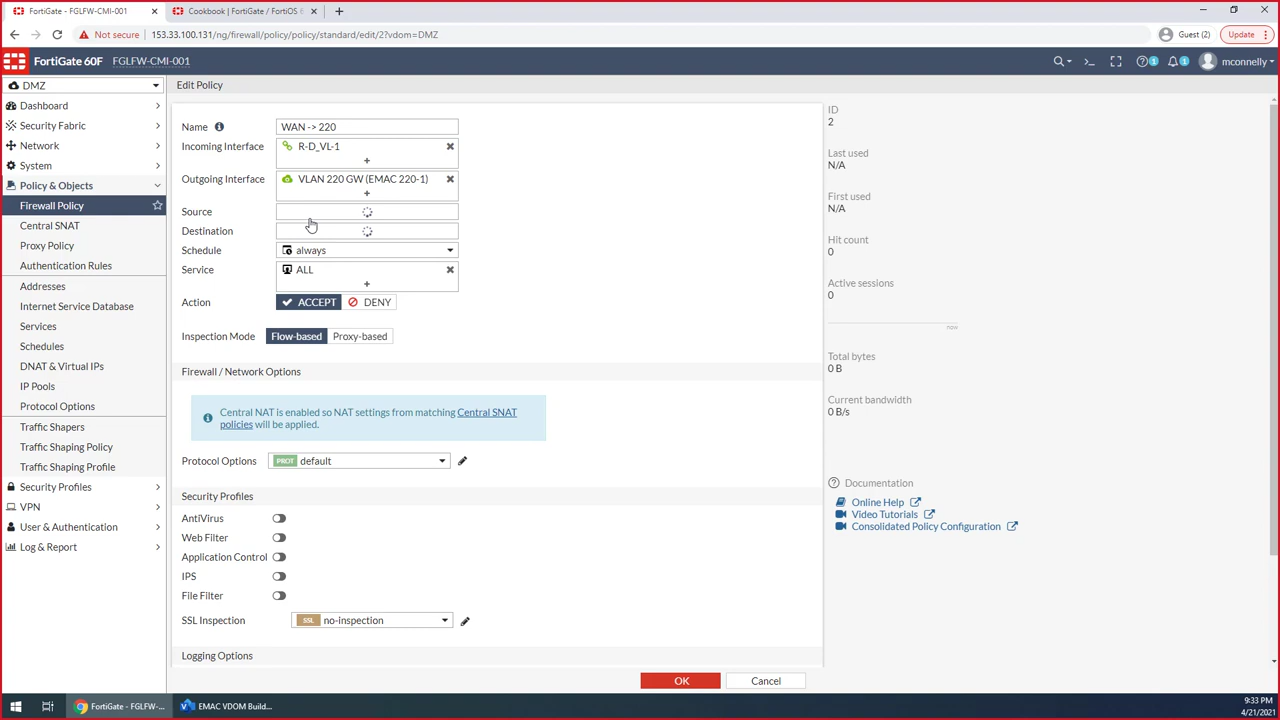 FortiGate - FGLFW-CMI-001
Cookbook | FortiGate / FortiOS 6
Not secure
153.33.100.131/ng/firewall/policy/policy/standard/edit/2?vdom=DMZ
Guest (2)
Update
FortiGate 60F
FGLFW-CMI-001
1
1
mconnelly
DMZ
Dashboard
Security Fabric
Network
System
Policy & Objects
Firewall Policy
Central SNAT
Proxy Policy
Authentication Rules
Addresses
Internet Service Database
Services
Schedules
DNAT & Virtual IPs
IP Pools
Protocol Options
Traffic Shapers
Traffic Shaping Policy
Traffic Shaping Profile
Security Profiles
VPN
User & Authentication
Log & Report
Edit Policy
Name
WAN -> 220
Incoming Interface
R-D_VL-1
+
Outgoing Interface
VLAN 220 GW (EMAC 220-1)
+
Source
Destination
Schedule
always
Service
ALL
+
Action
ACCEPT
DENY
Inspection Mode
Flow-based
Proxy-based
Firewall / Network Options
Central NAT is enabled so NAT settings from matching Central SNAT
policies will be applied.
Protocol Options
PROT default
Security Profiles
AntiVirus
Web Filter
Application Control
IPS
File Filter
SSL Inspection
SSL no-inspection
Logging Options
OK
Cancel
ID
2
Last used
N/A
First used
N/A
Hit count
0
Active sessions
0
now
Total bytes
0 B
Current bandwidth
0 B/s
Documentation
Online Help
Video Tutorials
Consolidated Policy Configuration
FortiGate - FGLFW-...
EMAC VDOM Build...
9:33 PM
4/21/2021